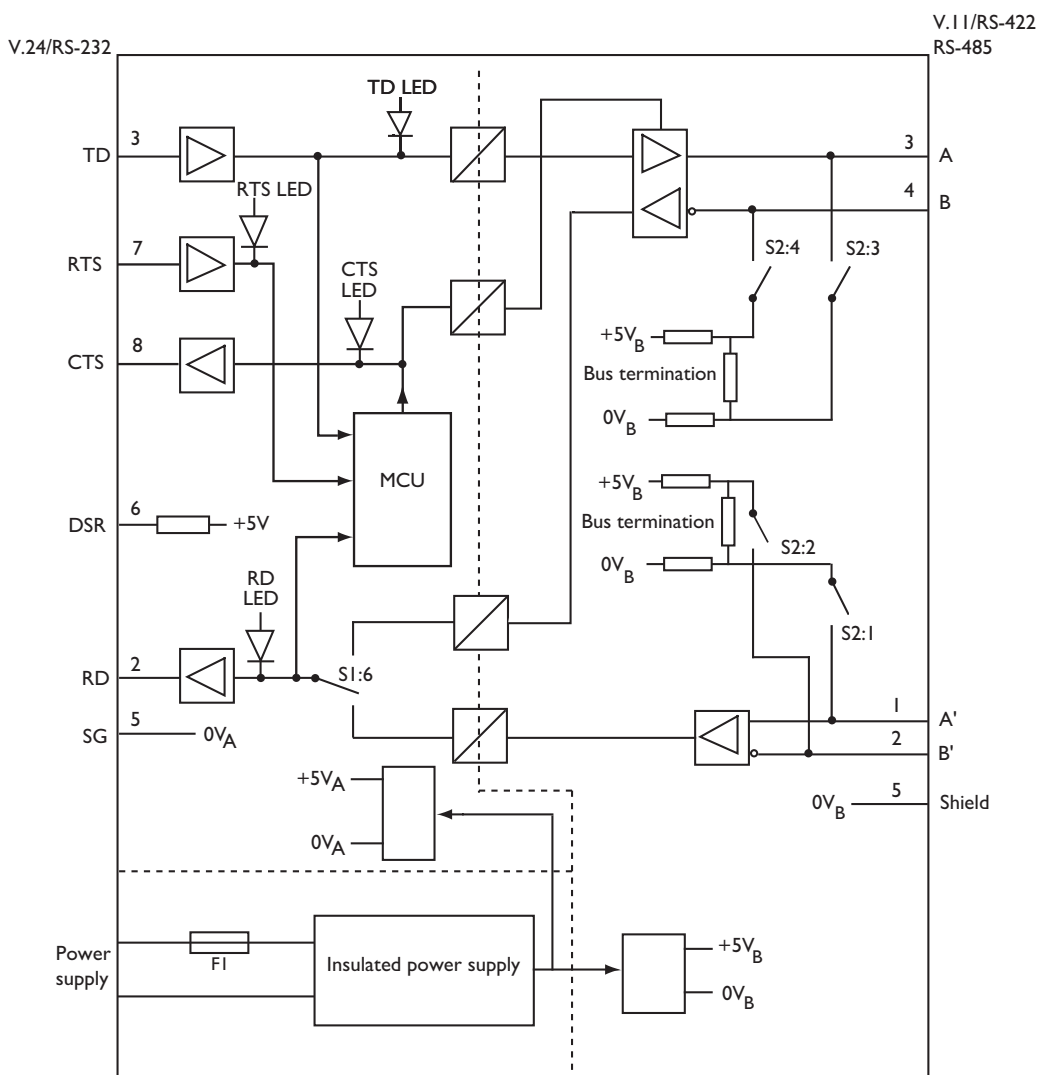 V.11/RS-422
V.24/RS-232
RS-485
TD LED
3
TD
3
A
RTS LED
4
B
7
RTS
S2:4
S2:3
CTS
LED
8
CTS
+5VB
Bus termination
0VB
MCU
+5VB
6
DSR
+5V
Bus termination
S2:2
0VB
RD
LED
S2:1
2
RD
S1:6
5
SG
0VA
1
A'
2
B'
+5VA
5
0VB
Shield
0VA
Power
supply
F1
Insulated power supply
+5VB
0VB